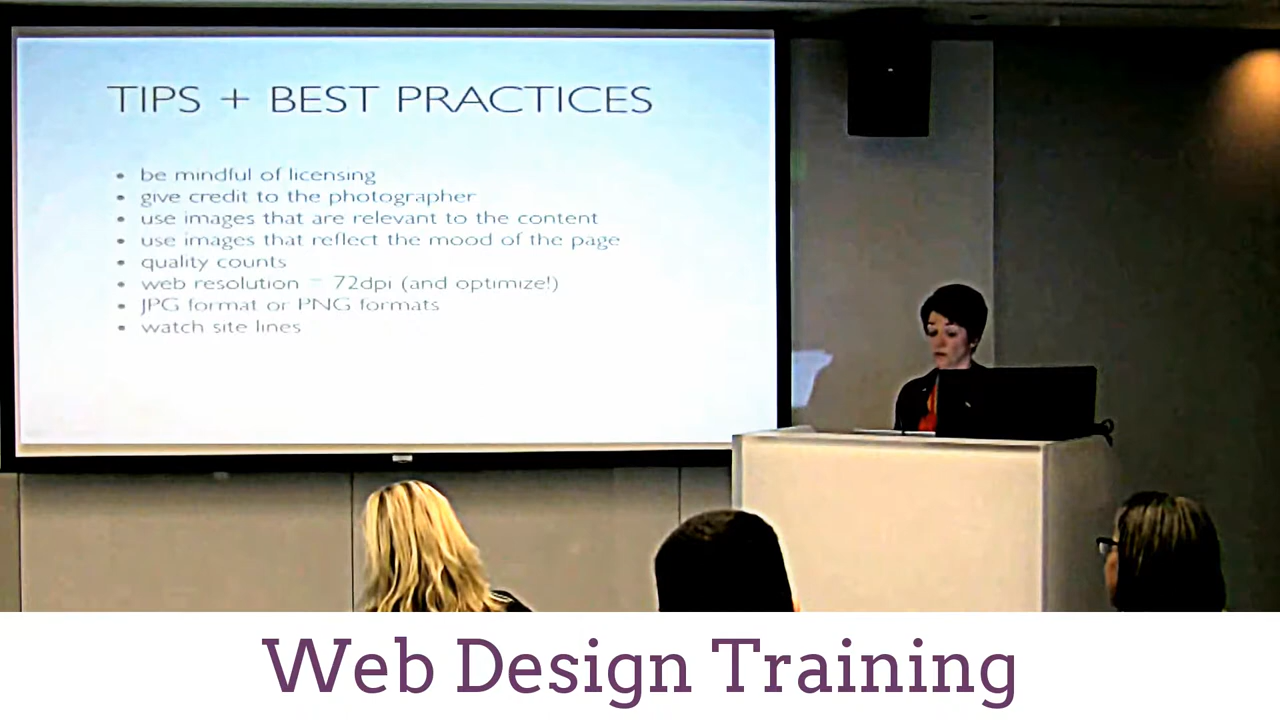 TIPS + BEST PRACTICES
• be mindful of licensing
• give credit to the photographer
• use images that are relevant to the content
• use images that reflect the mood of the page
• quality counts
• web resolution = 72dpi (and optimize!)
• JPG format or PNG formats
• watch site lines
Web Design Training